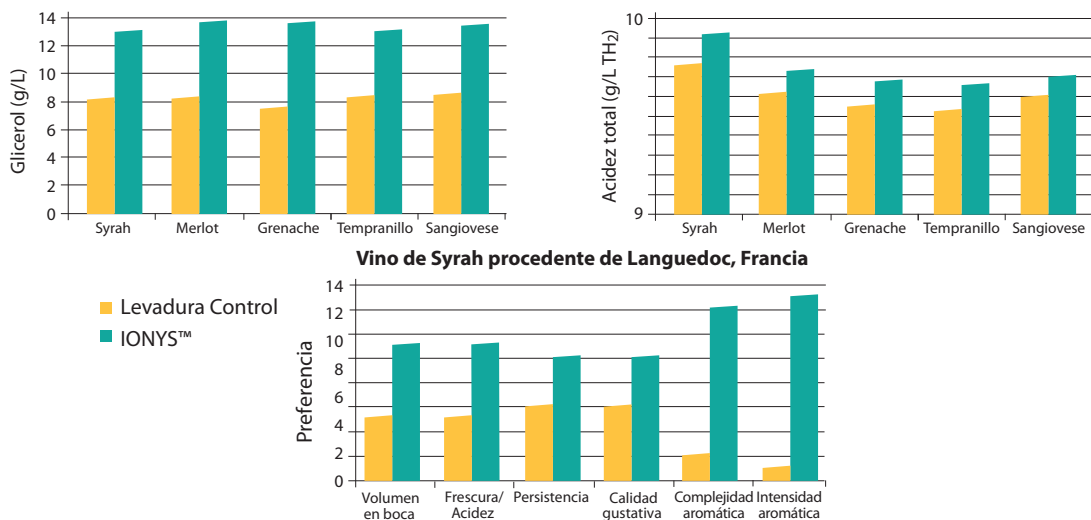 14
12
10
8
6
4
2
0
Glicerol (g/L)
Syrah
Merlot
Grenache
Tempranillo
Sangiovese
10
9
Acidez total (g/L TH2)
Syrah
Merlot
Grenache
Tempranillo
Sangiovese
Vino de Syrah procedente de Languedoc, Francia
Levadura Control
IONYS™
14
12
10
8
6
4
2
0
Preferencia
Volumen
en boca
Frescura/
Acidez
Persistencia
Calidad
gustativa
Complejidad
aromática
Intensidad
aromática